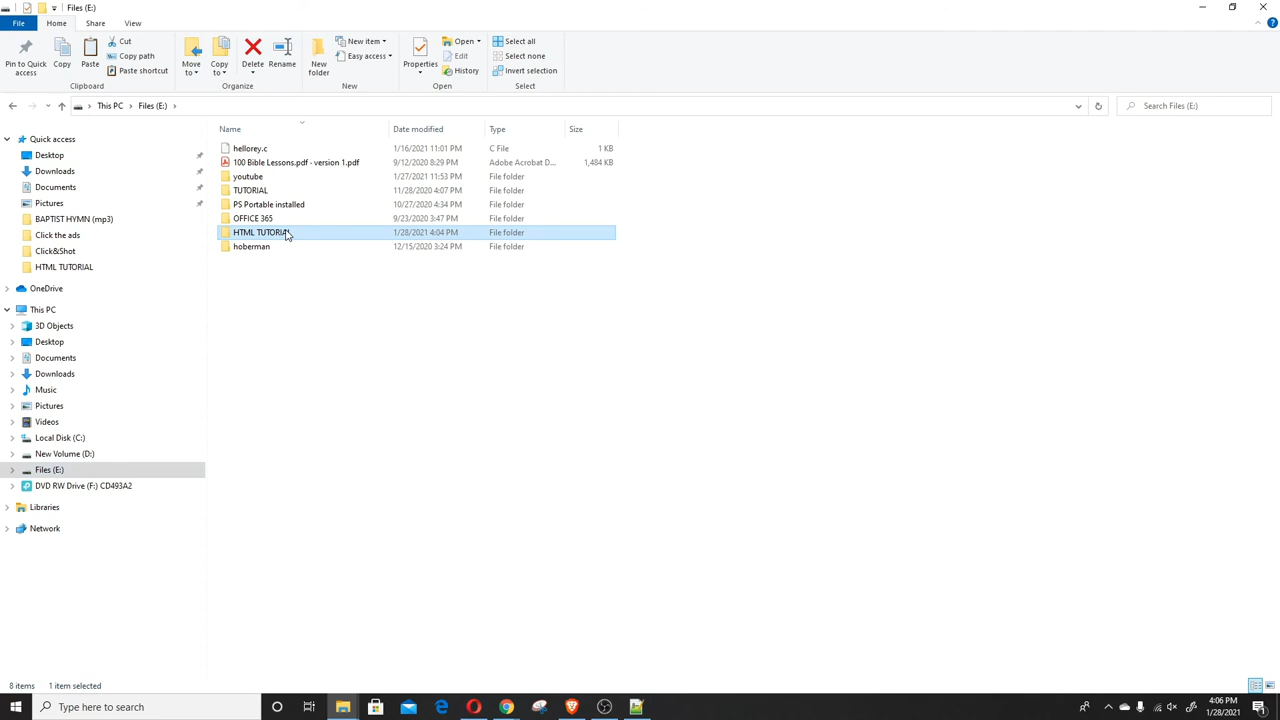 Files (E:)
File Home Share View
Pin to Quick access
Copy
Paste
Cut
Copy path
Paste shortcut
Clipboard
Move to
Copy to
Delete
Rename
Organize
New folder
New item
Easy access
New
Properties
Open
Edit
History
Open
Select all
Select none
Invert selection
Select
This PC Files (E:)
Search Files (E:)
Name Date modified Type Size
hellorey.c 1/16/2021 11:01 PM C File 1 KB
100 Bible Lessons.pdf - version 1.pdf 9/12/2020 8:29 PM Adobe Acrobat D... 1,484 KB
youtube 1/27/2021 11:53 PM File folder
TUTORIAL 11/28/2020 4:07 PM File folder
PS Portable installed 10/27/2020 4:34 PM File folder
OFFICE 365 9/23/2020 3:47 PM File folder
HTML TUTORIAL 1/28/2021 4:04 PM File folder
hoberman 12/15/2020 3:24 PM File folder
Quick access
Desktop
Downloads
Documents
Pictures
BAPTIST HYMN (mp3)
Click the ads
Click&Shot
HTML TUTORIAL
OneDrive
This PC
3D Objects
Desktop
Documents
Downloads
Music
Pictures
Videos
Local Disk (C:)
New Volume (D:)
Files (E:)
DVD RW Drive (F:) CD493A2
Libraries
Network
8 items 1 item selected
Type here to search
4:06 PM
1/28/2021